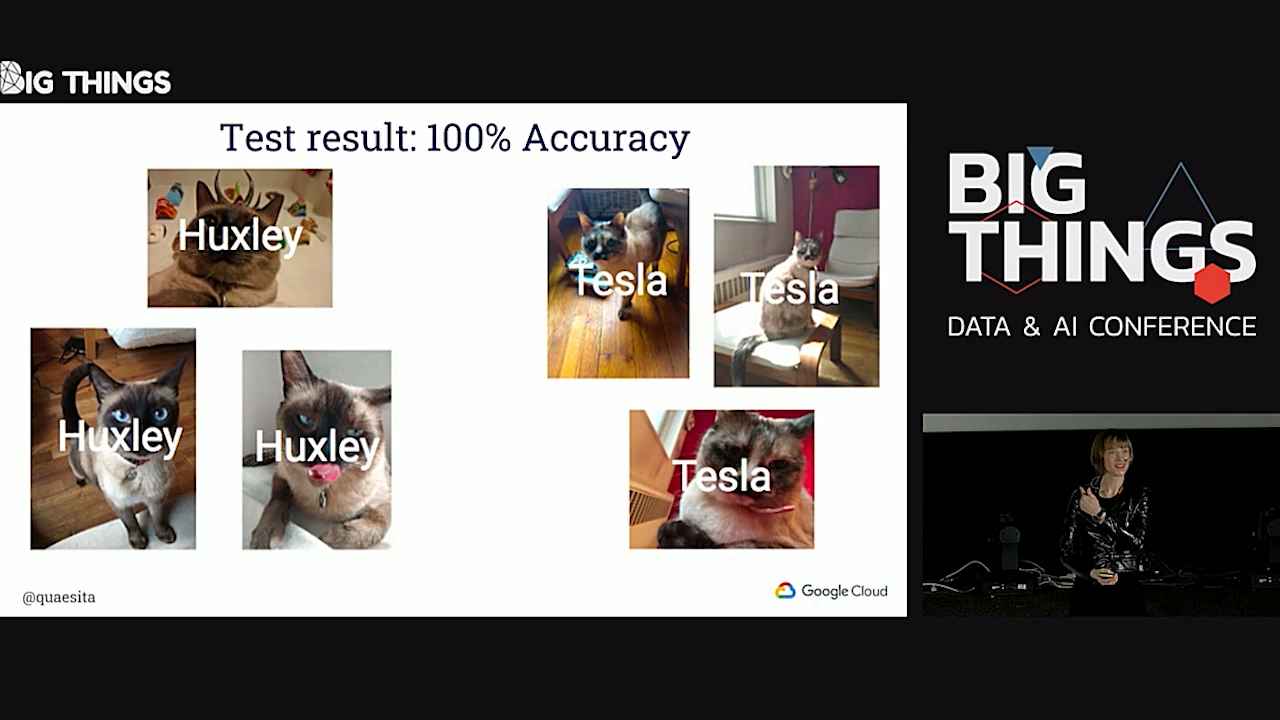 BIG THINGS
Test result: 100% Accuracy
Huxley
Tesla
Tesla
Huxley
Huxley
Tesla
@quaesita
Google Cloud
BIG
THINGS
DATA & AI CONFERENCE